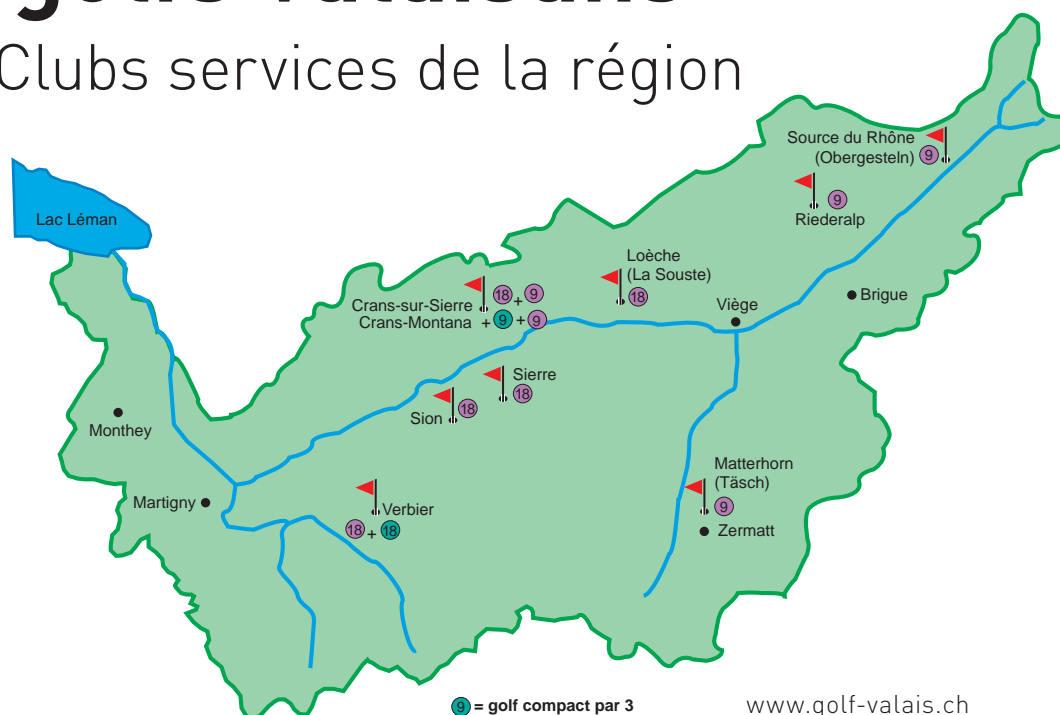 golfs valaisans
Clubs services de la région
Source du Rhône
(Obergesteln) 9
9
Riederalp
Lac Léman
Loèche
(La Souste)
18
Crans-sur-Sierre 18 + 9
Crans-Montana + 9 + 9
Viège
Brigue
Sierre
18
Sion 18
Monthey
Matterhorn
(Täsch)
9
Martigny
Verbier
18 + 18
Zermatt
9 = golf compact par 3
www.golf-valais.ch